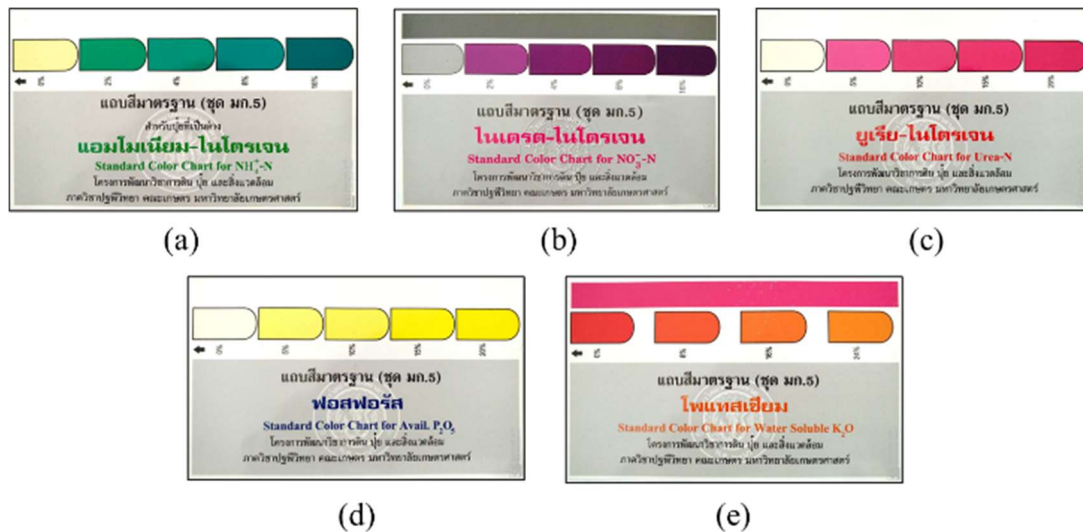 0% 2% 4% 8% 16%
แถบสีมาตรฐาน (ชุด มก.5)
สำหรับปุ๋ยที่เป็นด่าง
แอมโมเนียม-ไนโตรเจน
Standard Color Chart for NH₄⁺-N
โครงการพัฒนาวิชาการดิน ปุ๋ย และสิ่งแวดล้อม
ภาควิชาปฐพีวิทยา คณะเกษตร มหาวิทยาลัยเกษตรศาสตร์
(a)
0% 2% 4% 8% 16%
แถบสีมาตรฐาน (ชุด มก.5)
ไนเตรต-ไนโตรเจน
Standard Color Chart for NO₃⁻-N
โครงการพัฒนาวิชาการดิน ปุ๋ย และสิ่งแวดล้อม
ภาควิชาปฐพีวิทยา คณะเกษตร มหาวิทยาลัยเกษตรศาสตร์
(b)
0% 5% 10% 15% 20%
แถบสีมาตรฐาน (ชุด มก.5)
ยูเรีย-ไนโตรเจน
Standard Color Chart for Urea-N
โครงการพัฒนาวิชาการดิน ปุ๋ย และสิ่งแวดล้อม
ภาควิชาปฐพีวิทยา คณะเกษตร มหาวิทยาลัยเกษตรศาสตร์
(c)
0% 5% 10% 15% 20%
แถบสีมาตรฐาน (ชุด มก.5)
ฟอสฟอรัส
Standard Color Chart for Avail. P₂O₅
โครงการพัฒนาวิชาการดิน ปุ๋ย และสิ่งแวดล้อม
ภาควิชาปฐพีวิทยา คณะเกษตร มหาวิทยาลัยเกษตรศาสตร์
(d)
0% 8% 16% 24%
แถบสีมาตรฐาน (ชุด มก.5)
โพแทสเซียม
Standard Color Chart for Water Soluble K₂O
โครงการพัฒนาวิชาการดิน ปุ๋ย และสิ่งแวดล้อม
ภาควิชาปฐพีวิทยา คณะเกษตร มหาวิทยาลัยเกษตรศาสตร์
(e)